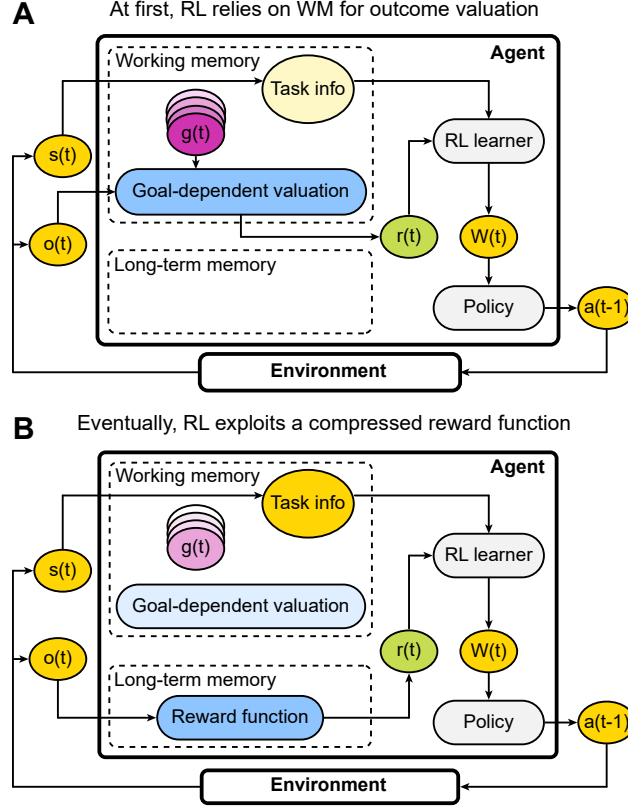 A
At first, RL relies on WM for outcome valuation
Agent
Working memory
Task info
g(t)
s(t)
RL learner
Goal-dependent valuation
o(t)
r(t)
W(t)
Long-term memory
Policy
a(t-1)
Environment
B
Eventually, RL exploits a compressed reward function
Agent
Working memory
Task info
g(t)
s(t)
RL learner
Goal-dependent valuation
o(t)
r(t)
W(t)
Long-term memory
Reward function
Policy
a(t-1)
Environment